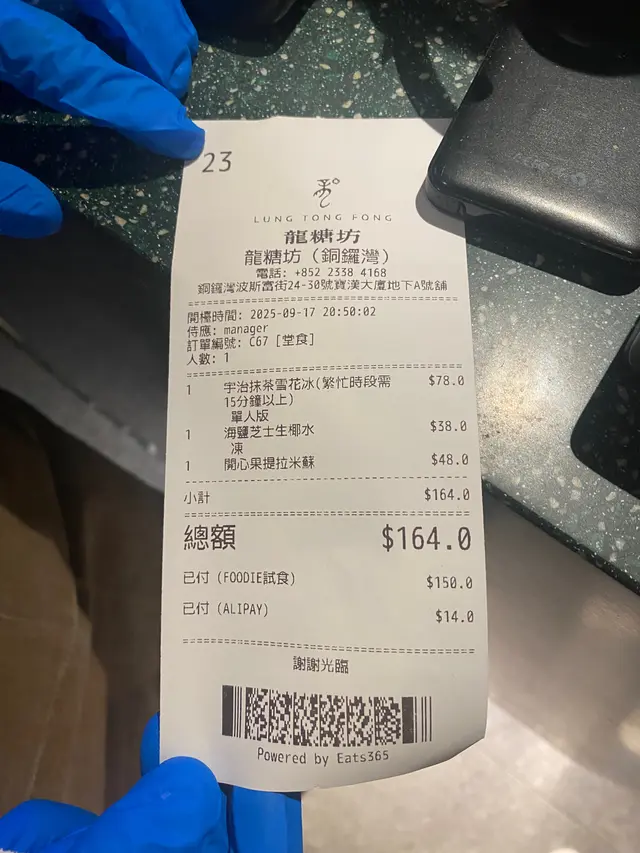 23
LUNG TONG FONG
龍糖坊
龍糖坊 (銅鑼灣)
電話: +852 2338 4168
銅鑼灣波斯富街24-30號寶漢大廈地下A號舖
開檯時間: 2025-09-17 20:50:02
侍應: manager
訂單編號: C67 [堂食]
人數: 1
1 宇治抹茶雪花冰(繁忙時段需 $78.0
15分鐘以上)
單人版
1 海鹽芝士生椰水 $38.0
凍
1 開心果提拉米蘇 $48.0
小計 $164.0
總額 $164.0
已付 (FOODIE試食) $150.0
已付 (ALIPAY) $14.0
謝謝光臨
Powered by Eats365